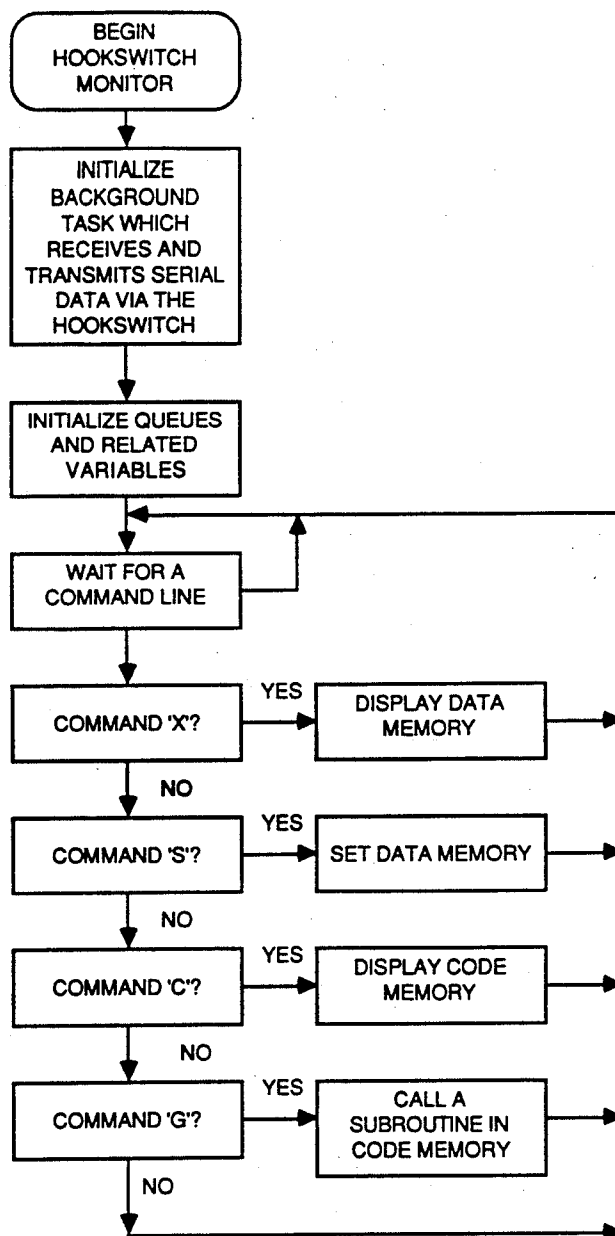 BEGIN
HOOKSWITCH
MONITOR
INITIALIZE
BACKGROUND
TASK WHICH
RECEIVES AND
TRANSMITS SERIAL
DATA VIA THE
HOOKSWITCH
INITIALIZE QUEUES
AND RELATED
VARIABLES
WAIT FOR A
COMMAND LINE
COMMAND 'X'?
YES
DISPLAY DATA
MEMORY
NO
COMMAND 'S'?
YES
SET DATA MEMORY
NO
COMMAND 'C'?
YES
DISPLAY CODE
MEMORY
NO
COMMAND 'G'?
YES
CALL A
SUBROUTINE IN
CODE MEMORY
NO